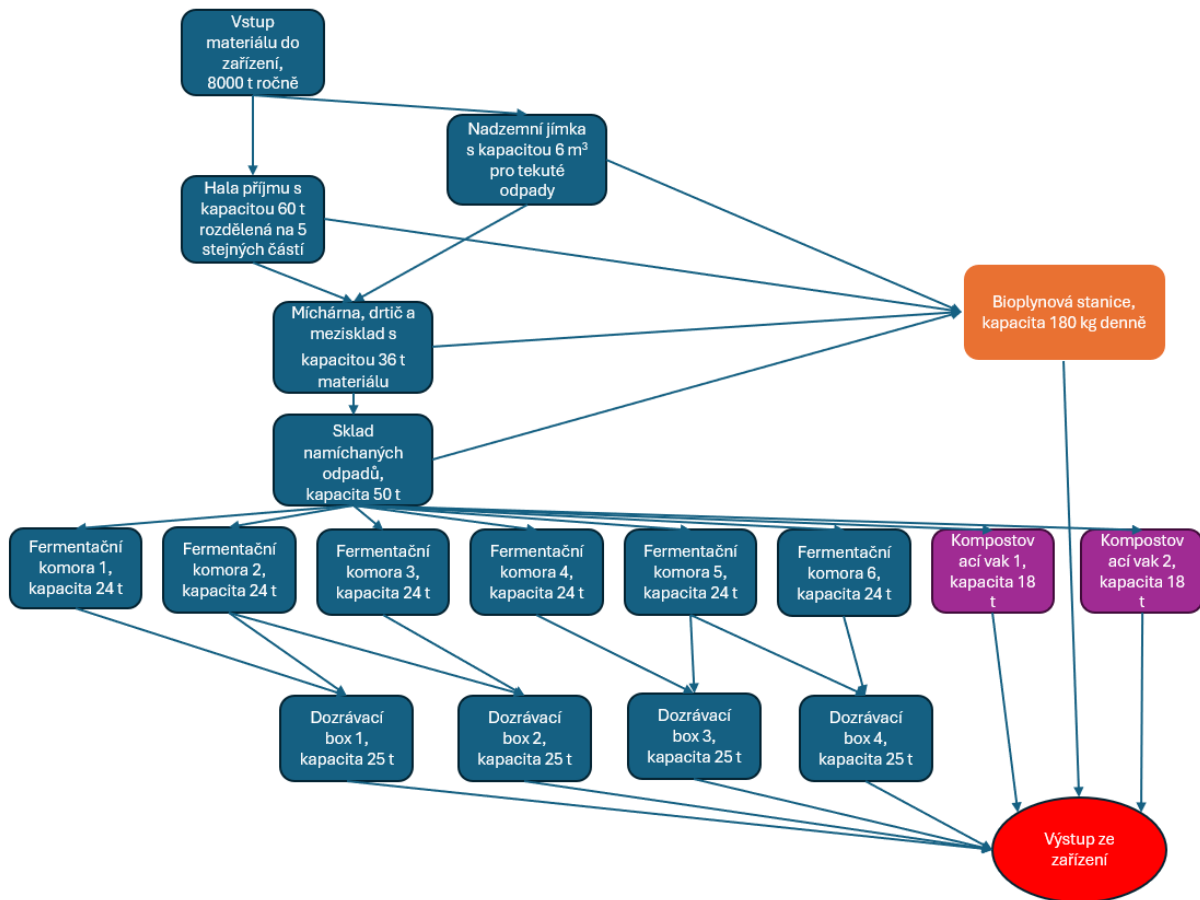 Vstup
materiálu do
zařízení,
8000 t ročně
Nadzemní jímka
s kapacitou 6 m³
pro tekuté
odpady
Hala příjmu s
kapacitou 60 t
rozdělená na 5
stejných částí
Bioplynová stanice,
kapacita 180 kg denně
Míchárna, drtič a
mezisklad s
kapacitou 36 t
materiálu
Sklad
namíchaných
odpadů,
kapacita 50 t
Fermentační
komora 1,
kapacita 24 t
Fermentační
komora 2,
kapacita 24 t
Fermentační
komora 3,
kapacita 24 t
Fermentační
komora 4,
kapacita 24 t
Fermentační
komora 5,
kapacita 24 t
Fermentační
komora 6,
kapacita 24 t
Kompostov
ací vak 1,
kapacita 18
t
Kompostov
ací vak 2,
kapacita 18
t
Dozrávací
box 1,
kapacita 25 t
Dozrávací
box 2,
kapacita 25 t
Dozrávací
box 3,
kapacita 25 t
Dozrávací
box 4,
kapacita 25 t
Výstup ze
zařízení